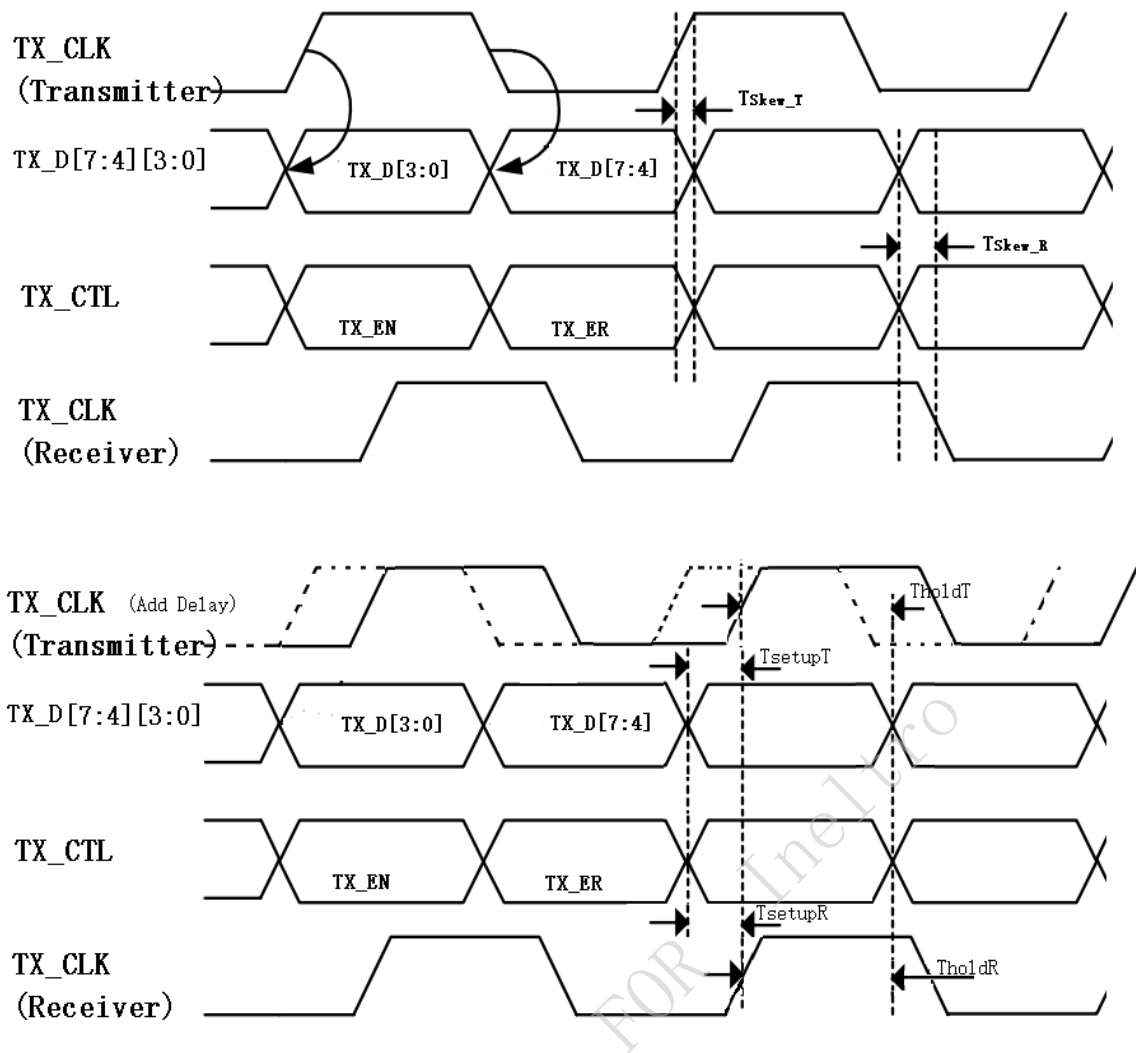 TX_CLK
(Transmitter)
Tskew_T
TX_D[7:4][3:0]
TX_D[3:0]
TX_D[7:4]
Tskew_R
TX_CTL
TX_EN
TX_ER
TX_CLK
(Receiver)
TX_CLK (Add Delay)
(Transmitter)
TholdT
TsetupT
TX_D[7:4][3:0]
TX_D[3:0]
TX_D[7:4]
TX_CTL
TX_EN
TX_ER
TsetupR
TX_CLK
(Receiver)
TholdR
FOR Ineltro